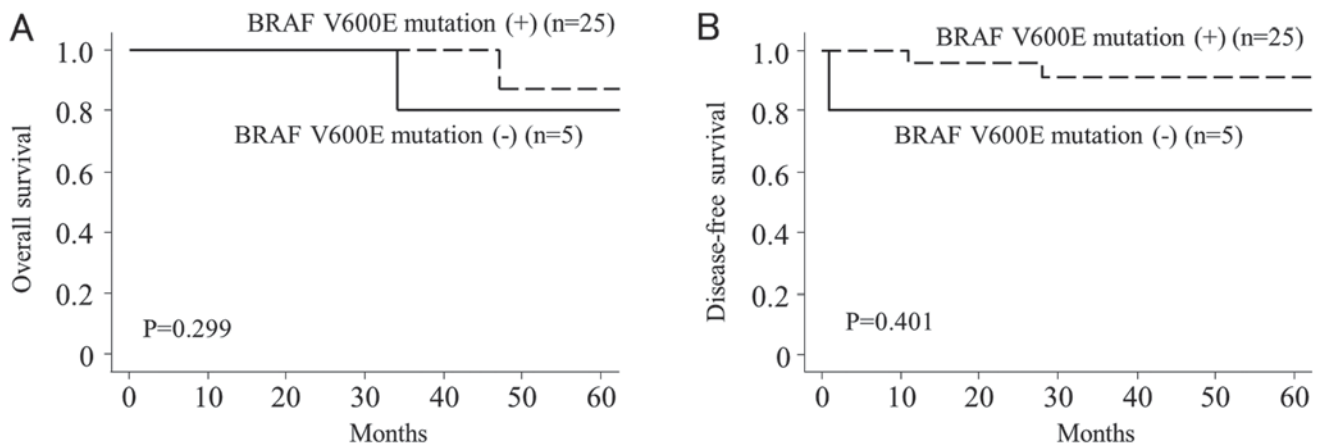 A
BRAF V600E mutation (+) (n=25)
1.0
0.8
0.6
0.4
0.2
0
Overall survival
BRAF V600E mutation (-) (n=5)
P=0.299
0 10 20 30 40 50 60
Months
B
BRAF V600E mutation (+) (n=25)
1.0
0.8
0.6
0.4
0.2
0
Disease-free survival
BRAF V600E mutation (-) (n=5)
P=0.401
0 10 20 30 40 50 60
Months